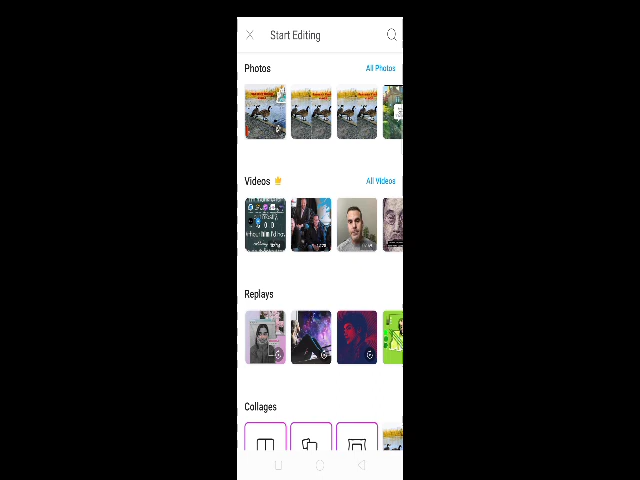 Start Editing
Photos
All Photos
Videos
All Videos
Replays
Collages